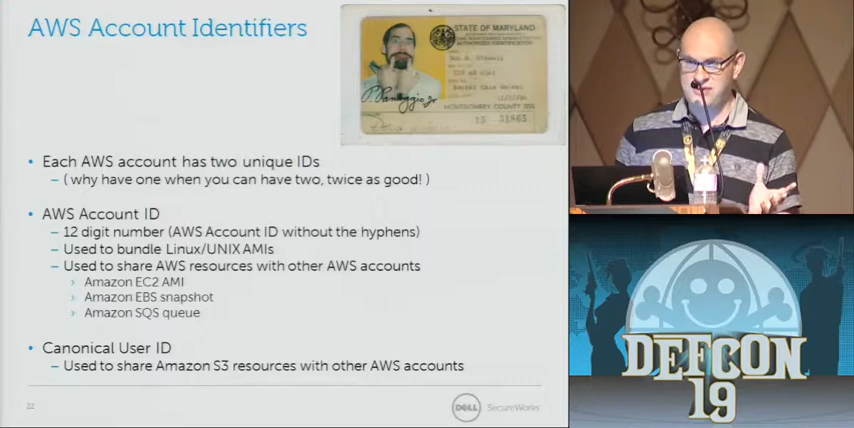 AWS Account Identifiers
STATE OF MARYLAND
MONTGOMERY COUNTY
15 31865
• Each AWS account has two unique IDs
– ( why have one when you can have two, twice as good! )
• AWS Account ID
– 12 digit number (AWS Account ID without the hyphens)
– Used to bundle Linux/UNIX AMIs
– Used to share AWS resources with other AWS accounts
› Amazon EC2 AMI
› Amazon EBS snapshot
› Amazon SQS queue
• Canonical User ID
– Used to share Amazon S3 resources with other AWS accounts
22
DELL
SecureWorks
DEFCON
19